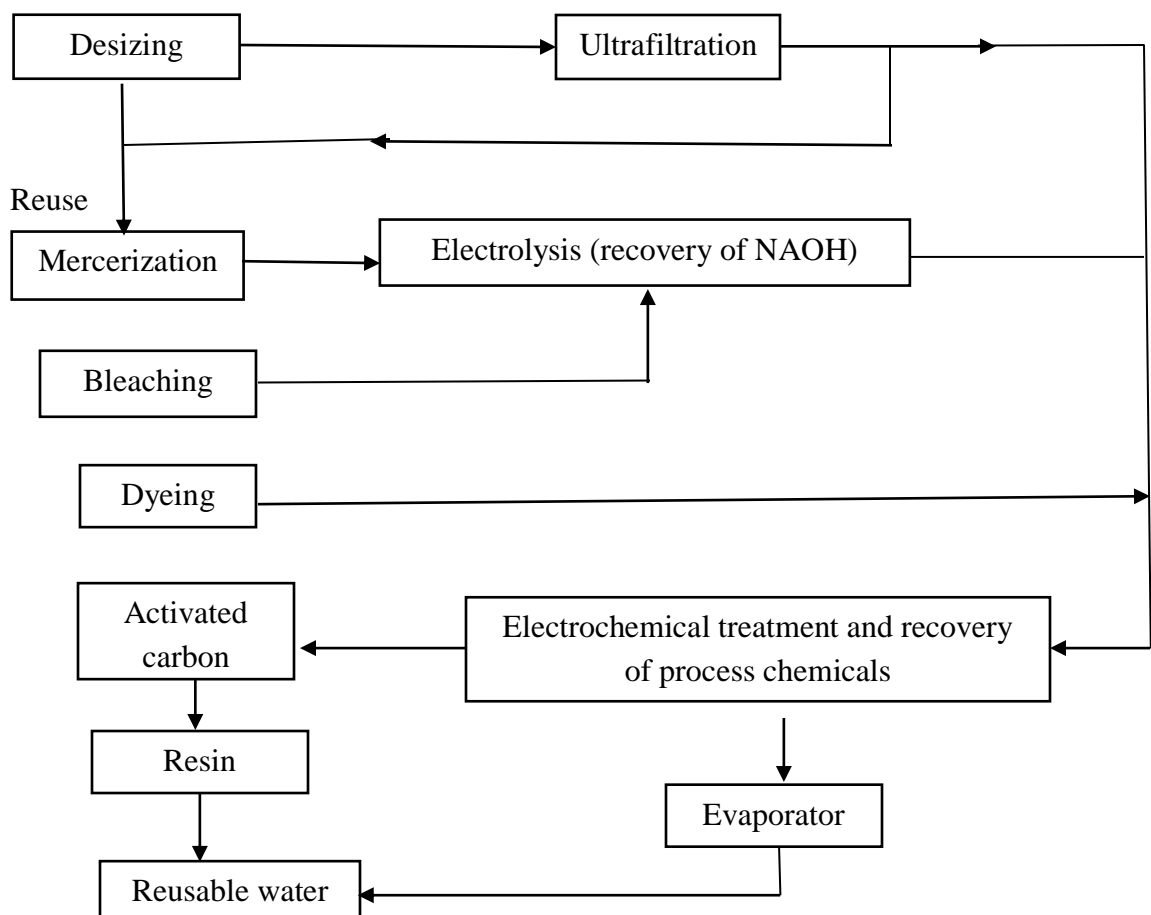 Desizing
Ultrafiltration
Reuse
Mercerization
Electrolysis (recovery of NAOH)
Bleaching
Dyeing
Activated
carbon
Electrochemical treatment and recovery
of process chemicals
Resin
Evaporator
Reusable water